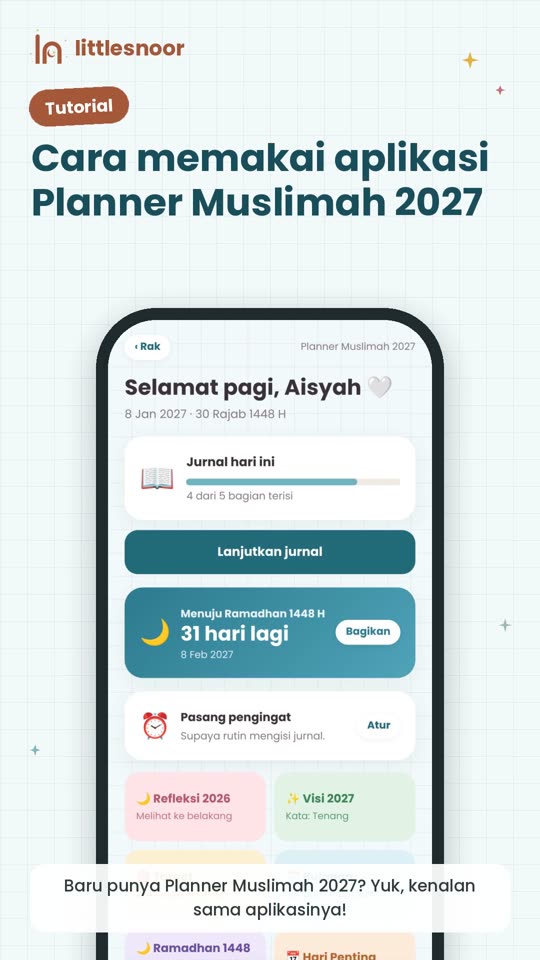 littlesnoor
Tutorial
Cara memakai aplikasi
Planner Muslimah 2027
‹ Rak
Planner Muslimah 2027
Selamat pagi, Aisyah 🤍
8 Jan 2027 · 30 Rajab 1448 H
Jurnal hari ini
4 dari 5 bagian terisi
Lanjutkan jurnal
Menuju Ramadhan 1448 H
31 hari lagi
8 Feb 2027
Bagikan
Pasang pengingat
Supaya rutin mengisi jurnal.
Atur
🌙 Refleksi 2026
Melihat ke belakang
✨ Visi 2027
Kata: Tenang
Baru punya Planner Muslimah 2027? Yuk, kenalan
sama aplikasinya!
🌙 Ramadhan 1448
📅 Hari Penting